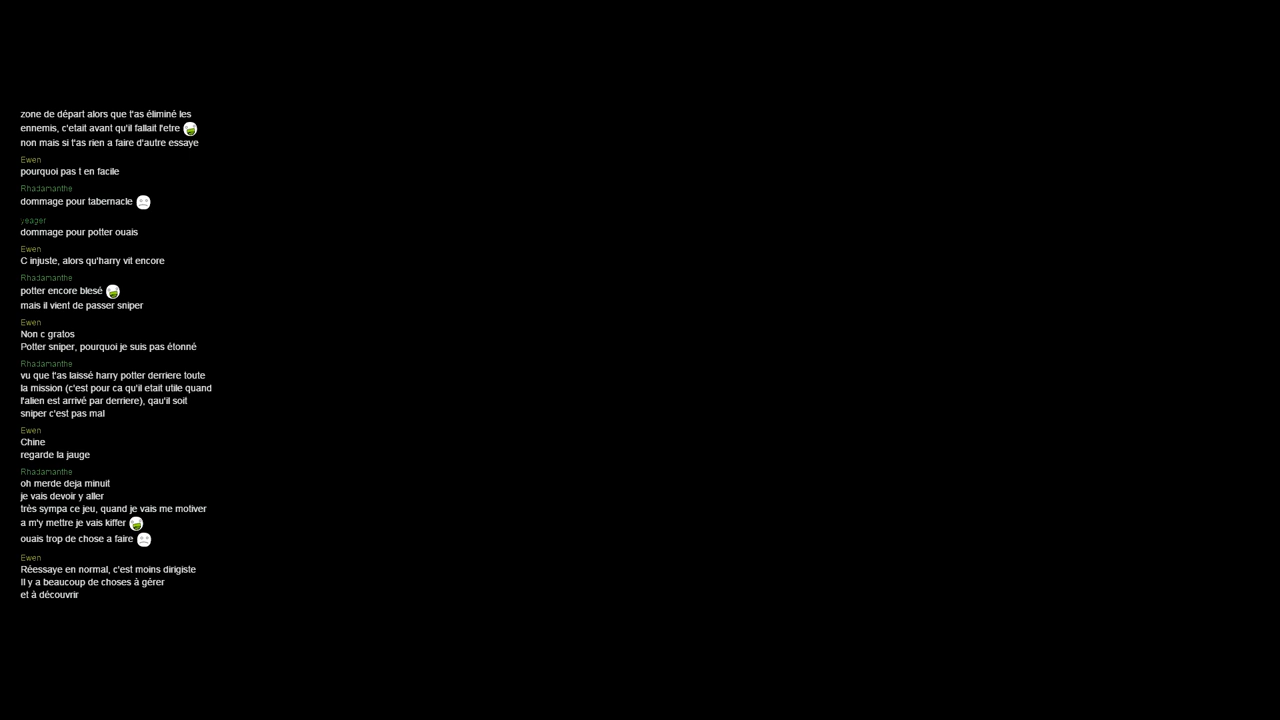 zone de départ alors que t'as éliminé les
ennemis, c'etait avant qu'il fallait l'etre
non mais si t'as rien a faire d'autre essaye
Ewen
pourquoi pas t en facile
Rhadamanthe
dommage pour tabernacle
yeager
dommage pour potter ouais
Ewen
C injuste, alors qu'harry vit encore
Rhadamanthe
potter encore blesé
mais il vient de passer sniper
Ewen
Non c gratos
Potter sniper, pourquoi je suis pas étonné
Rhadamanthe
vu que t'as laissé harry potter derriere toute
la mission (c'est pour ca qu'il etait utile quand
l'alien est arrivé par derriere), qau'il soit
sniper c'est pas mal
Ewen
Chine
regarde la jauge
Rhadamanthe
oh merde deja minuit
je vais devoir y aller
très sympa ce jeu, quand je vais me motiver
a m'y mettre je vais kiffer
ouais trop de chose a faire
Ewen
Réessaye en normal, c'est moins dirigiste
Il y a beaucoup de choses à gérer
et à découvrir